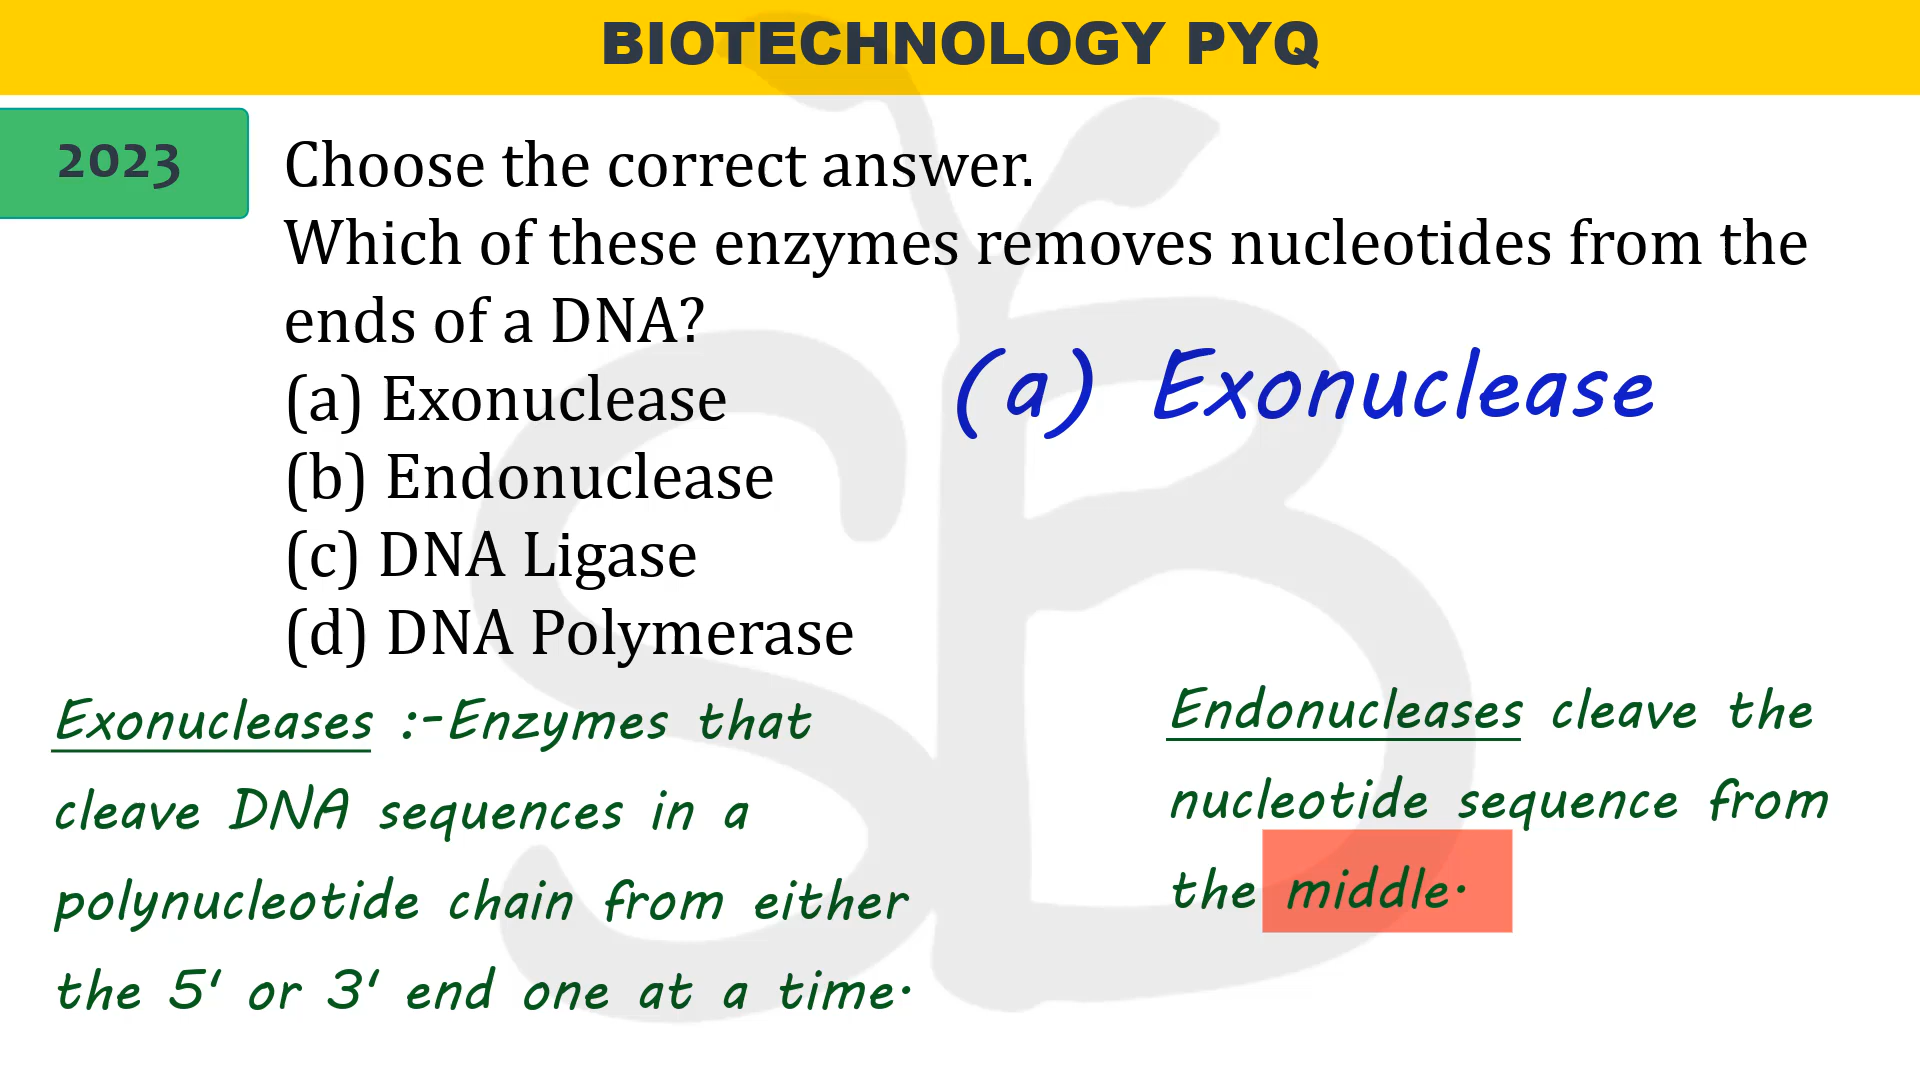 BIOTECHNOLOGY PYQ
2023
Choose the correct answer.
Which of these enzymes removes nucleotides from the
ends of a DNA?
(a) Exonuclease
(b) Endonuclease
(c) DNA Ligase
(d) DNA Polymerase
(a) Exonuclease
Exonucleases :-Enzymes that
cleave DNA sequences in a
polynucleotide chain from either
the 5' or 3' end one at a time.
Endonucleases cleave the
nucleotide sequence from
the middle.
SB